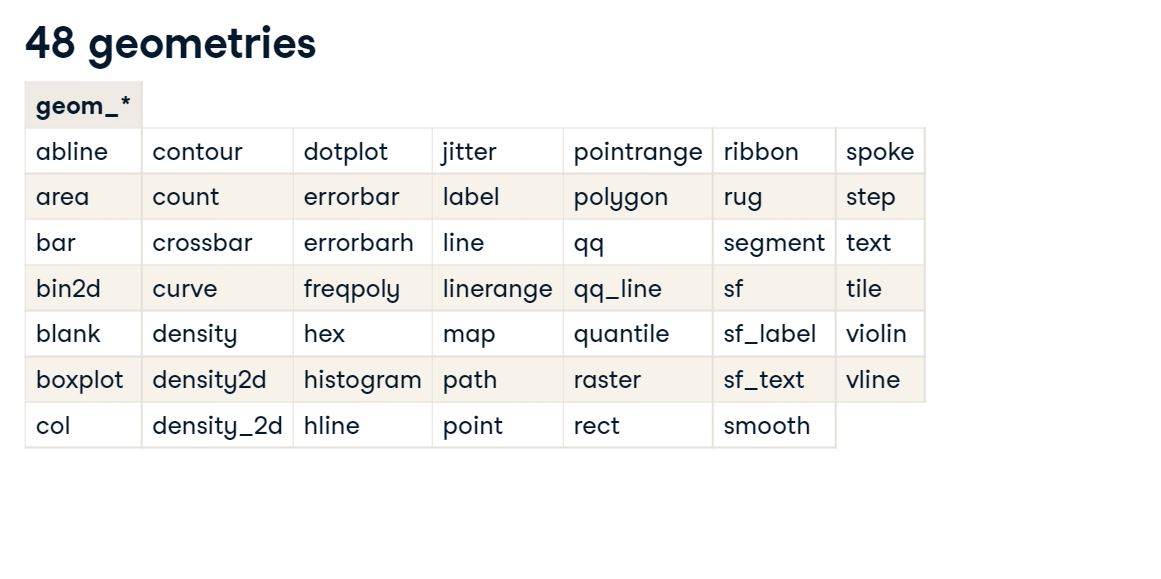 48 geometries
geom_*
abline contour dotplot jitter pointrange ribbon spoke
area count errorbar label polygon rug step
bar crossbar errorbarh line qq segment text
bin2d curve freqpoly linerange qq_line sf tile
blank density hex map quantile sf_label violin
boxplot density2d histogram path raster sf_text vline
col density_2d hline point rect smooth